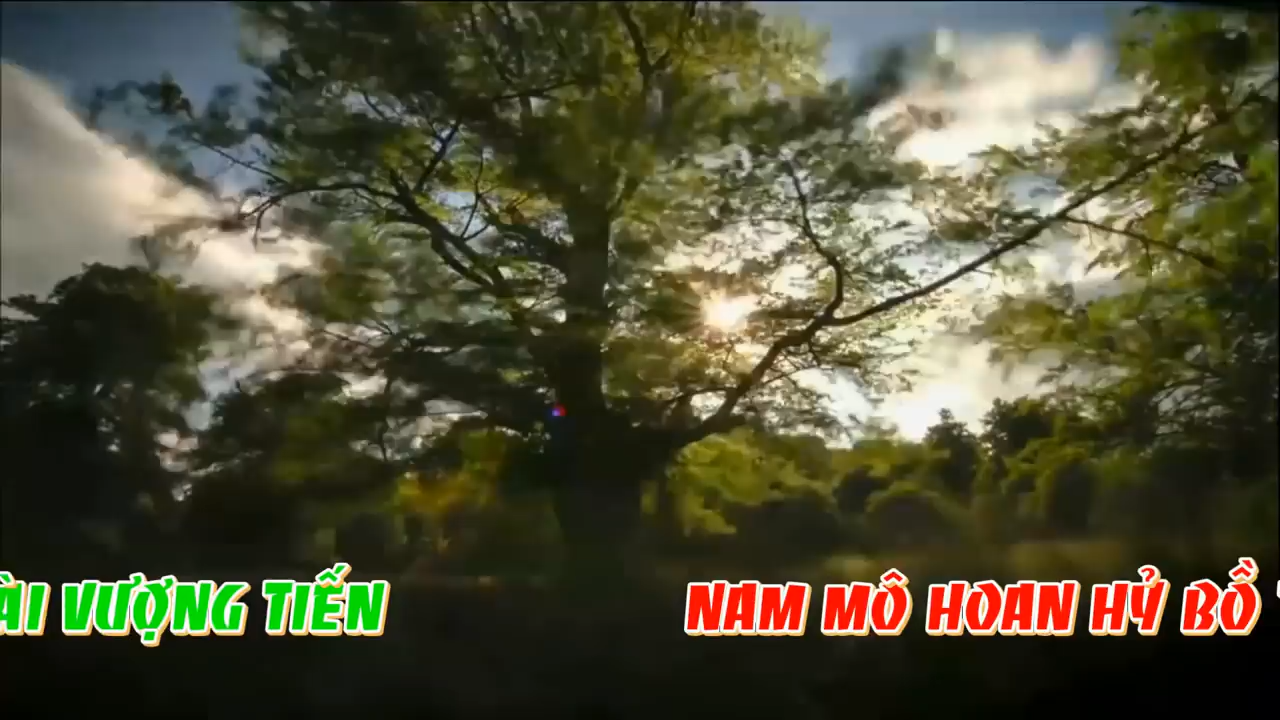 ÀI VƯỢNG TIẾN
NAM MÔ HOAN HỶ BỒ